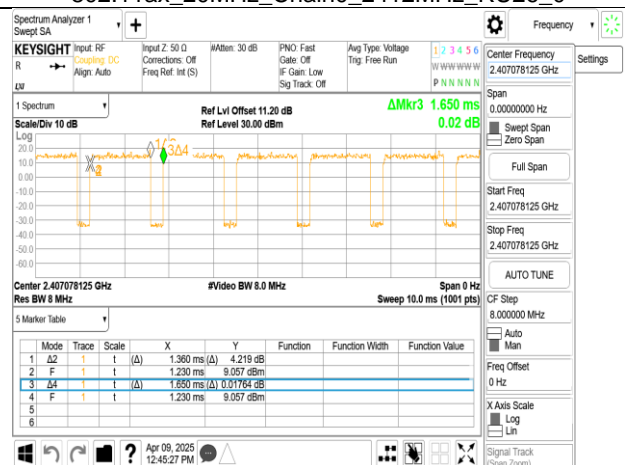 Spectrum Analyzer 1
Swept SA
Frequency
Settings
KEYSIGHT
R
Input: RF
Coupling: DC
Align: Auto
Input Z: 50 Ω
Corrections: Off
Freq Ref: Int (S)
#Atten: 30 dB
PNO: Fast
Gate: Off
IF Gain: Low
Sig Track: Off
Avg Type: Voltage
Trig: Free Run
1 2 3 4 5 6
W W W W W W
P N N N N N
1 Spectrum
Scale/Div 10 dB
Ref Lvl Offset 11.20 dB
Ref Level 30.00 dBm
ΔMkr3 1.650 ms
0.02 dB
Log
20.0
10.0
0.00
-10.0
-20.0
-30.0
-40.0
-50.0
-60.0
3Δ4
Center 2.407078125 GHz
Res BW 8 MHz
#Video BW 8.0 MHz
Span 0 Hz
Sweep 10.0 ms (1001 pts)
5 Marker Table
Mode Trace Scale X Y Function Function Width Function Value
1 Δ2 1 t (Δ) 1.360 ms (Δ) 4.219 dB
2 F 1 t 1.230 ms 9.057 dBm
3 Δ4 1 t (Δ) 1.650 ms (Δ) 0.01764 dB
4 F 1 t 1.230 ms 9.057 dBm
5
6
Apr 09, 2025
12:45:27 PM
Center Frequency
2.407078125 GHz
Span
0.00000000 Hz
Swept Span
Zero Span
Full Span
Start Freq
2.407078125 GHz
Stop Freq
2.407078125 GHz
AUTO TUNE
CF Step
8.000000 MHz
Auto
Man
Freq Offset
0 Hz
X Axis Scale
Log
Lin
Signal Track
(Span Zoom)